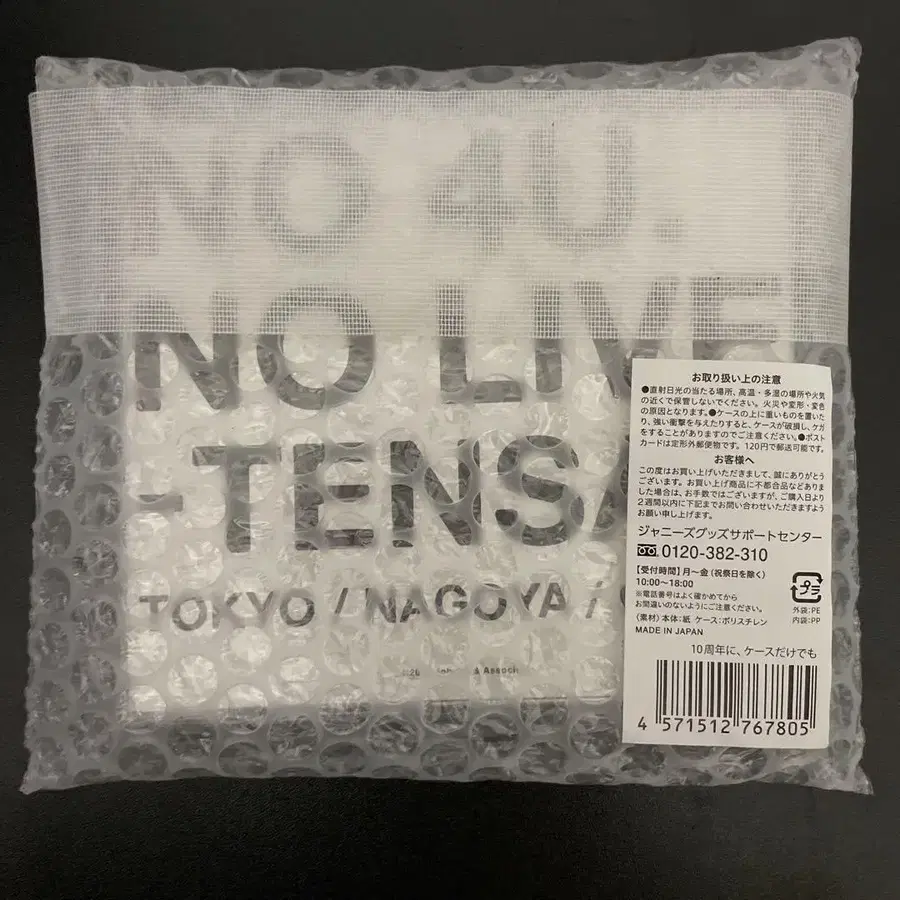 NO 4U.
NO LIVE
-TENS
TOKYO / NAGOYA /
お取り扱い上の注意
●直射日光の当たる場所、高温・多湿の場所や火気
の近くで保管しないでください。火災や変形・変色
の原因となります。●ケースの上に重いものを置いた
り、強い衝撃を与えたりすると、ケースが破損し、ケガ
をすることがありますのでご注意ください。●ポスト
カードは定形外郵便物です。120円で郵送可能です。
お客様へ
この度はお買い上げいただきまして、誠にありがとう
ございます。お買い上げ商品に不都合品などありま
した場合は、お手数ではございますが、ご購入日より
2週間以内に下記までお問い合わせいただきますよう
お願い申し上げます。
ジャニーズグッズサポートセンター
0120-382-310
【受付時間】月〜金(祝祭日を除く)
10:00〜18:00
※電話番号はよく確かめてから
お間違いのないようにご注意ください。
〈素材〉本体:紙 ケース:ポリスチレン
MADE IN JAPAN
プラ
外袋:PE
内袋:PP
10周年に、ケースだけでも
4 571512 767805